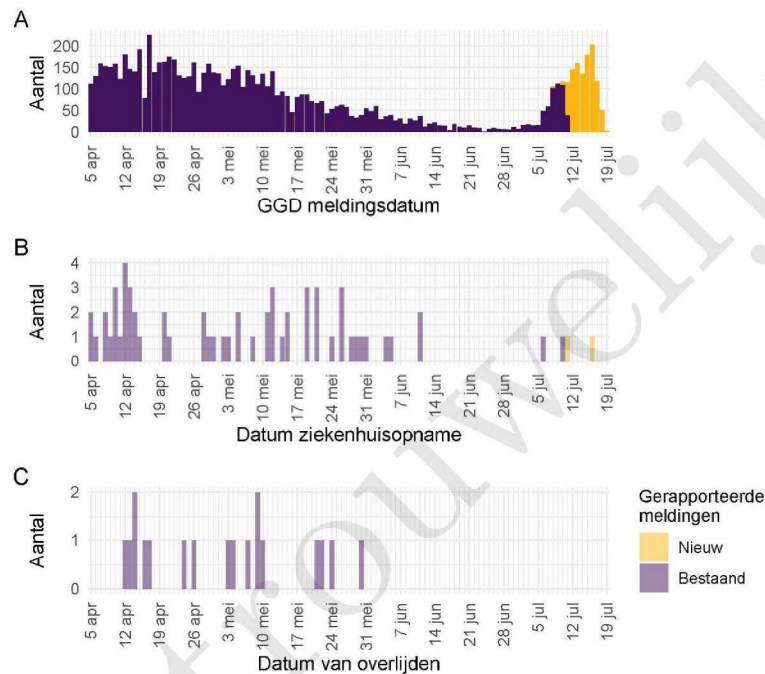 A
Aantal
200
150
100
50
0
5 apr
12 apr
19 apr
26 apr
3 mei
10 mei
17 mei
24 mei
31 mei
7 jun
14 jun
21 jun
28 jun
5 jul
12 jul
19 jul
GGD meldingsdatum
B
Aantal
4
3
2
1
0
5 apr
12 apr
19 apr
26 apr
3 mei
10 mei
17 mei
24 mei
31 mei
7 jun
14 jun
21 jun
28 jun
5 jul
12 jul
19 jul
Datum ziekenhuisopname
C
Aantal
2
1
0
5 apr
12 apr
19 apr
26 apr
3 mei
10 mei
17 mei
24 mei
31 mei
7 jun
14 jun
21 jun
28 jun
5 jul
12 jul
19 jul
Datum van overlijden
Gerapporteerde
meldingen
Nieuw
Bestaand
trouwelij